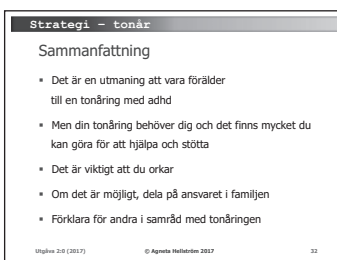 Strategi – tonår
Sammanfattning
▪ Det är en utmaning att vara förälder
till en tonåring med adhd
▪ Men din tonåring behöver dig och det finns mycket du
kan göra för att hjälpa och stötta
▪ Det är viktigt att du orkar
▪ Om det är möjligt, dela på ansvaret i familjen
▪ Förklara för andra i samråd med tonåringen
Utgåva 2:0 (2017) © Agneta Hellström 2017 32